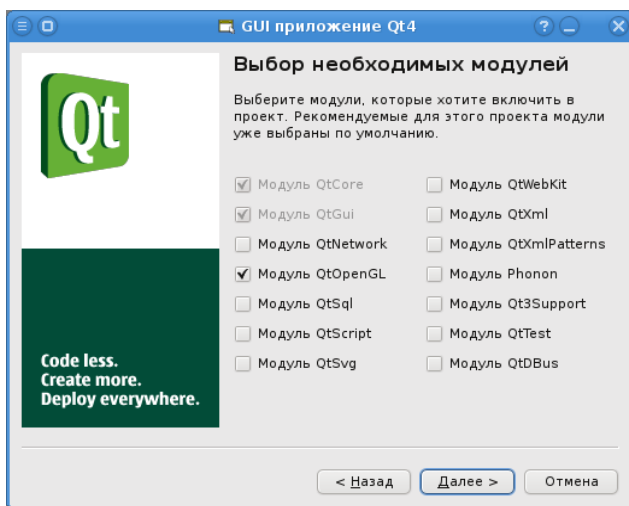 GUI приложение Qt4
Qt
Code less.
Create more.
Deploy everywhere.
Выбор необходимых модулей
Выберите модули, которые хотите включить в
проект. Рекомендуемые для этого проекта модули
уже выбраны по умолчанию.
Модуль QtCore
Модуль QtGui
Модуль QtNetwork
Модуль QtOpenGL
Модуль QtSql
Модуль QtScript
Модуль QtSvg
Модуль QtWebKit
Модуль QtXml
Модуль QtXmlPatterns
Модуль Phonon
Модуль Qt3Support
Модуль QtTest
Модуль QtDBus
< Назад
Далее >
Отмена